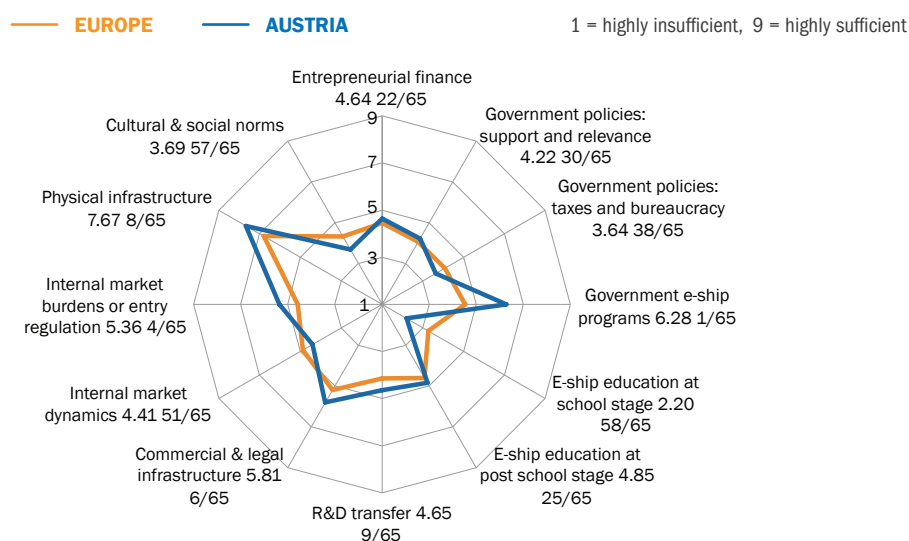 EUROPE
AUSTRIA
1 = highly insufficient, 9 = highly sufficient
Entrepreneurial finance
4.64 22/65
Government policies:
support and relevance
4.22 30/65
Government policies:
taxes and bureaucracy
3.64 38/65
Government e-ship
programs 6.28 1/65
E-ship education at
school stage 2.20
58/65
E-ship education at
post school stage 4.85
25/65
R&D transfer 4.65
9/65
Commercial & legal
infrastructure 5.81
6/65
Internal market
dynamics 4.41 51/65
Internal market
burdens or entry
regulation 5.36 4/65
Physical infrastructure
7.67 8/65
Cultural & social norms
3.69 57/65
9
7
5
3
1